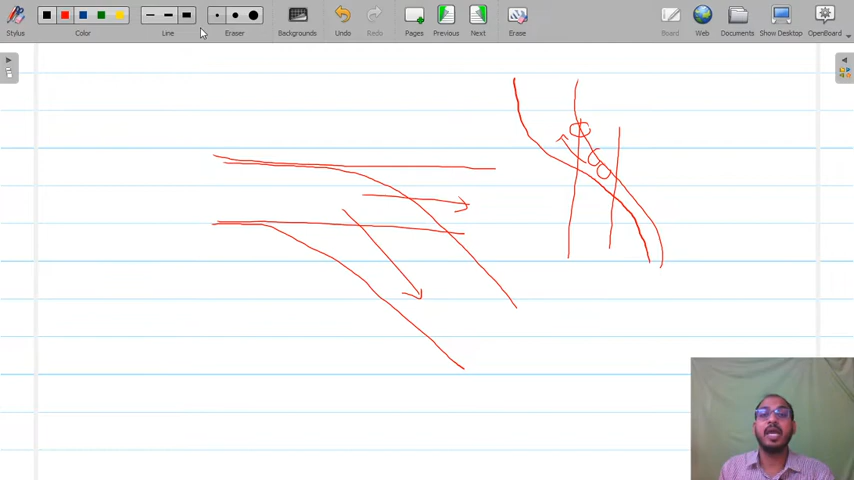 Stylus Color Line Eraser Backgrounds Undo Redo Pages Previous Next Erase Board Web Documents Show Desktop OpenBoard